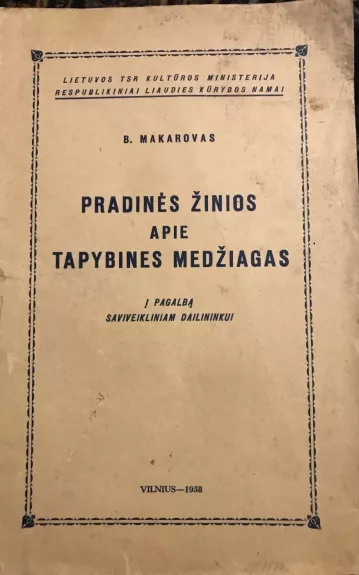 LIETUVOS TSR KULTŪROS MINISTERIJA
RESPUBLIKINIAI LIAUDIES KŪRYBOS NAMAI
B. MAKAROVAS
PRADINĖS ŽINIOS
APIE
TAPYBINES MEDŽIAGAS
Į PAGALBĄ
SAVIVEIKLINIAM DAILININKUI
VILNIUS—1958